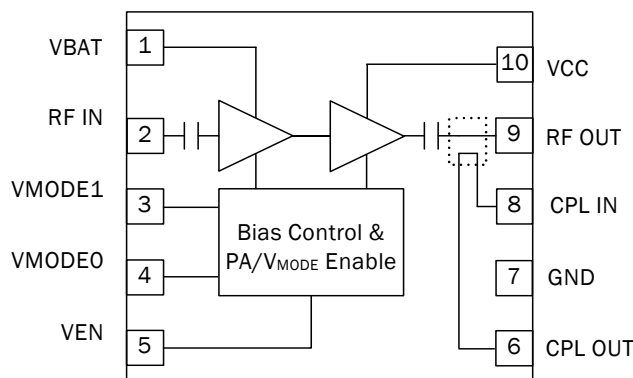 VBAT 1
RF IN 2
VMODE1 3
VMODE0 4
VEN 5
Bias Control &
PA/VMODE Enable
10 VCC
9 RF OUT
8 CPL IN
7 GND
6 CPL OUT